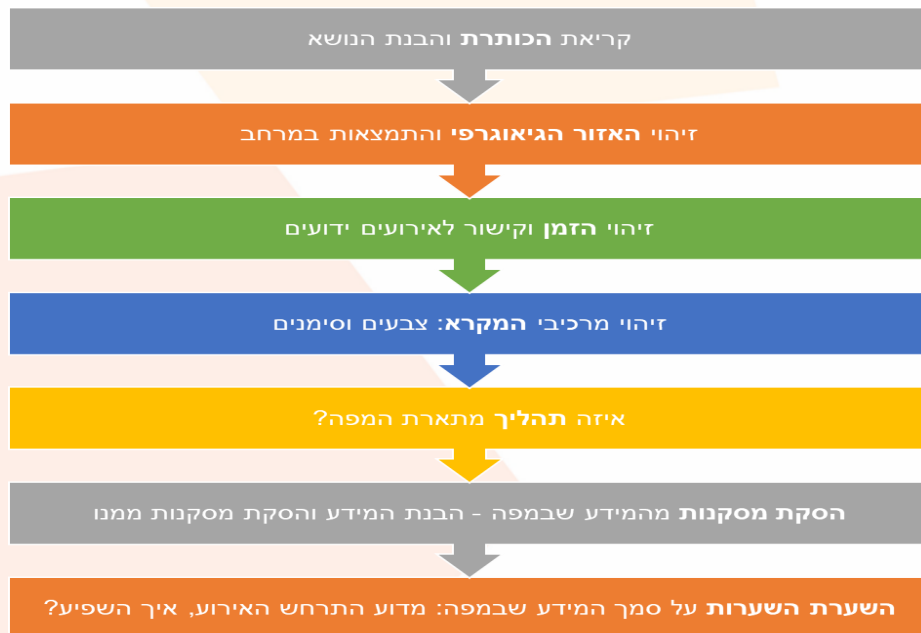 קריאת הכותרת והבנת הנושא
זיהוי האזור הגיאוגרפי והתמצאות במרחב
זיהוי הזמן וקישור לאירועים ידועים
זיהוי מרכיבי המקרא: צבעים וסימנים
איזה תהליך מתארת המפה?
הסקת מסקנות מהמידע שבמפה - הבנת המידע והסקת מסקנות ממנו
השערת השערות על סמך המידע שבמפה: מדוע התרחש האירוע, איך השפיע?